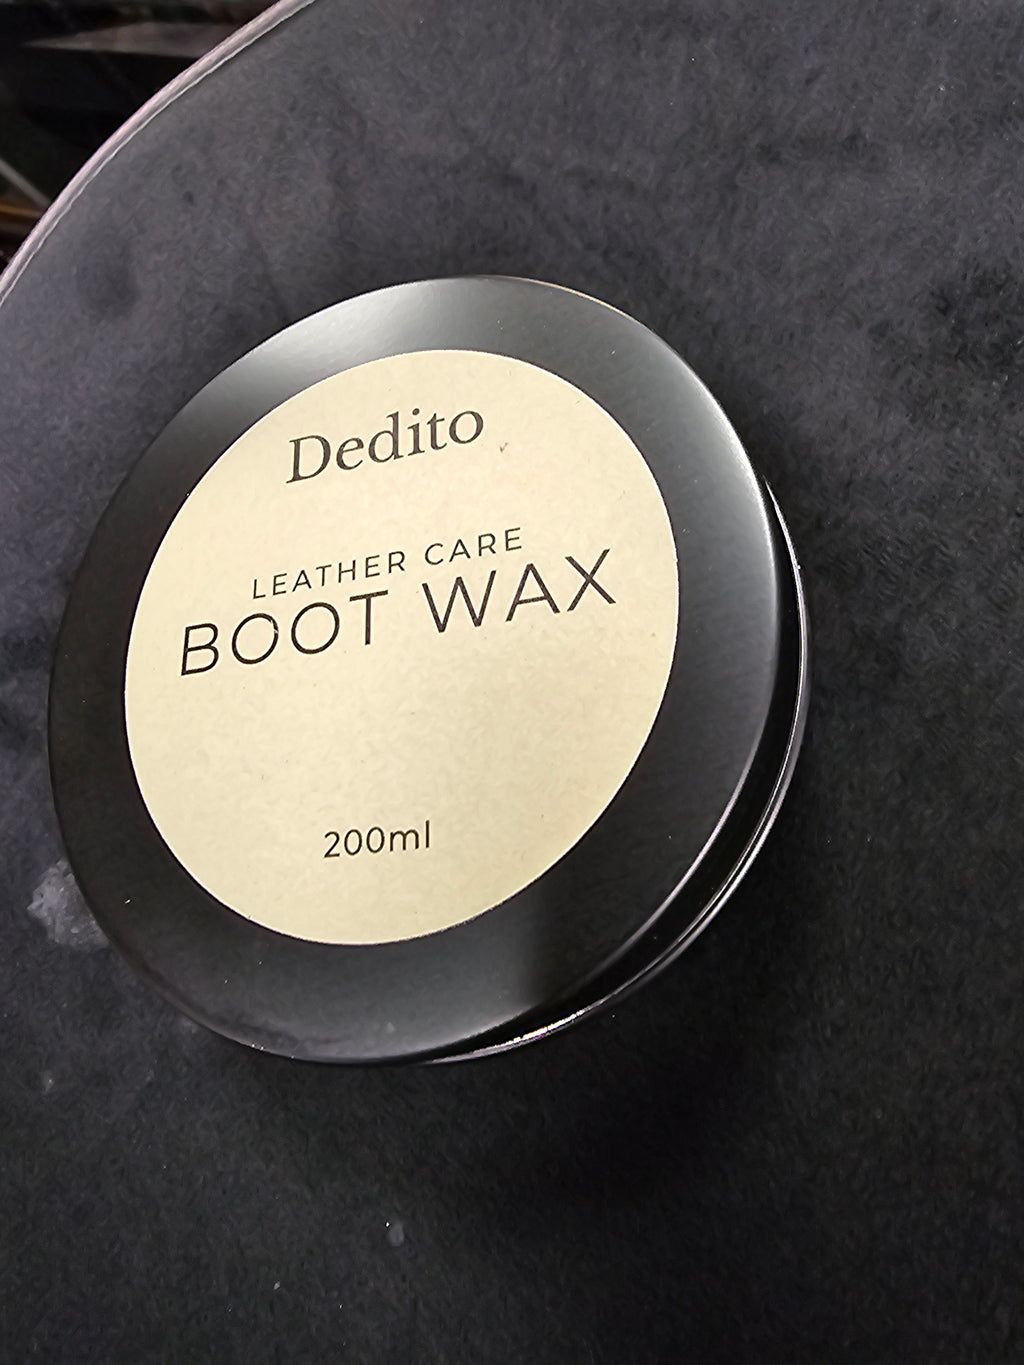 Dedito
LEATHER CARE
BOOT WAX
200ml